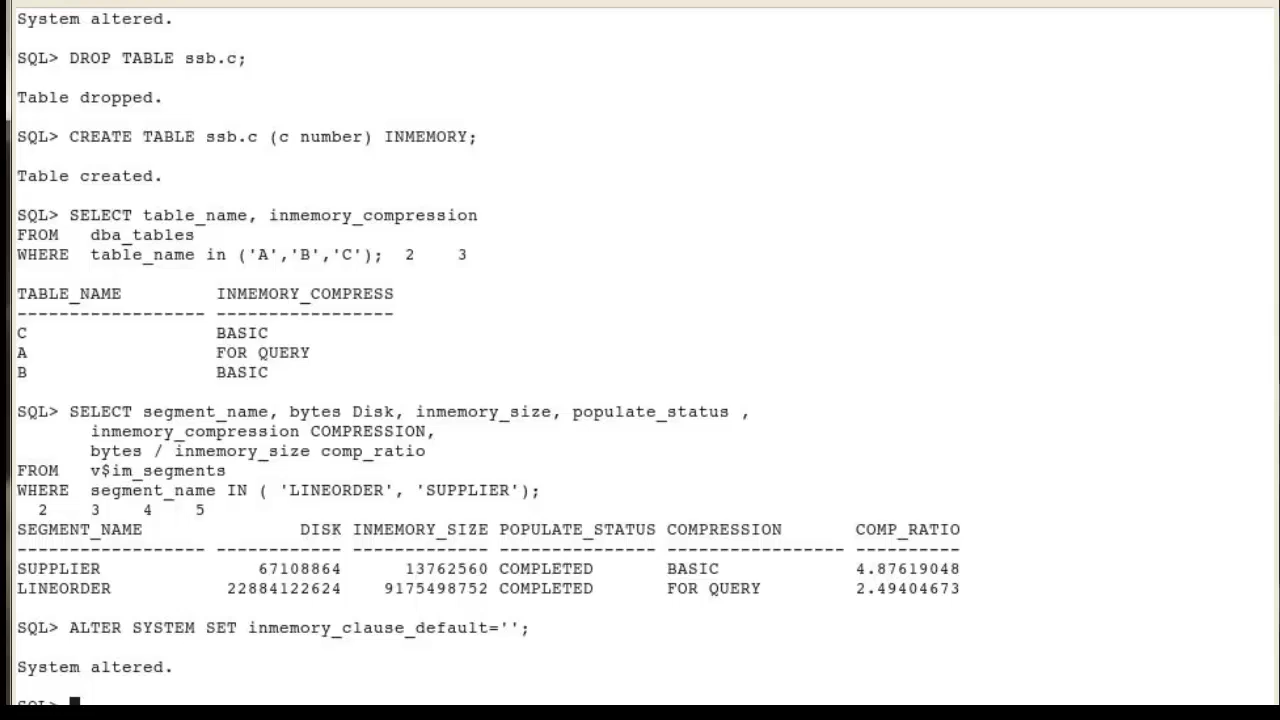 System altered.
SQL> DROP TABLE ssb.c;
Table dropped.
SQL> CREATE TABLE ssb.c (c number) INMEMORY;
Table created.
SQL> SELECT table_name, inmemory_compression
FROM   dba_tables
WHERE  table_name in ('A','B','C');  2    3
TABLE_NAME         INMEMORY_COMPRESS
------------------ -----------------
C                  BASIC
A                  FOR QUERY
B                  BASIC
SQL> SELECT segment_name, bytes Disk, inmemory_size, populate_status ,
       inmemory_compression COMPRESSION,
       bytes / inmemory_size comp_ratio
FROM   v$im_segments
WHERE  segment_name IN ( 'LINEORDER', 'SUPPLIER');
  2    3    4    5
SEGMENT_NAME               DISK INMEMORY_SIZE POPULATE_STATUS COMPRESSION       COMP_RATIO
------------------ ------------ ------------- --------------- ----------------- ----------
SUPPLIER               67108864      13762560 COMPLETED       BASIC             4.87619048
LINEORDER           22884122624    9175498752 COMPLETED       FOR QUERY         2.49404673
SQL> ALTER SYSTEM SET inmemory_clause_default='';
System altered.
SQL>